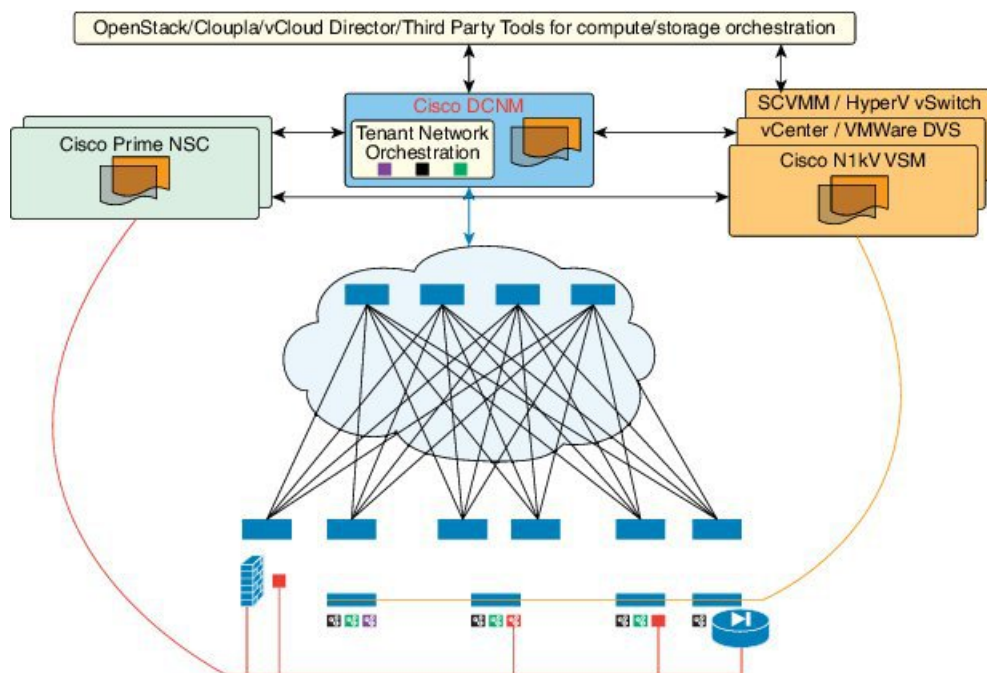 OpenStack/Cloupla/vCloud Director/Third Party Tools for compute/storage orchestration
Cisco Prime NSC
Cisco DCNM
Tenant Network
Orchestration
SCVMM / HyperV vSwitch
vCenter / VMWare DVS
Cisco N1kV VSM